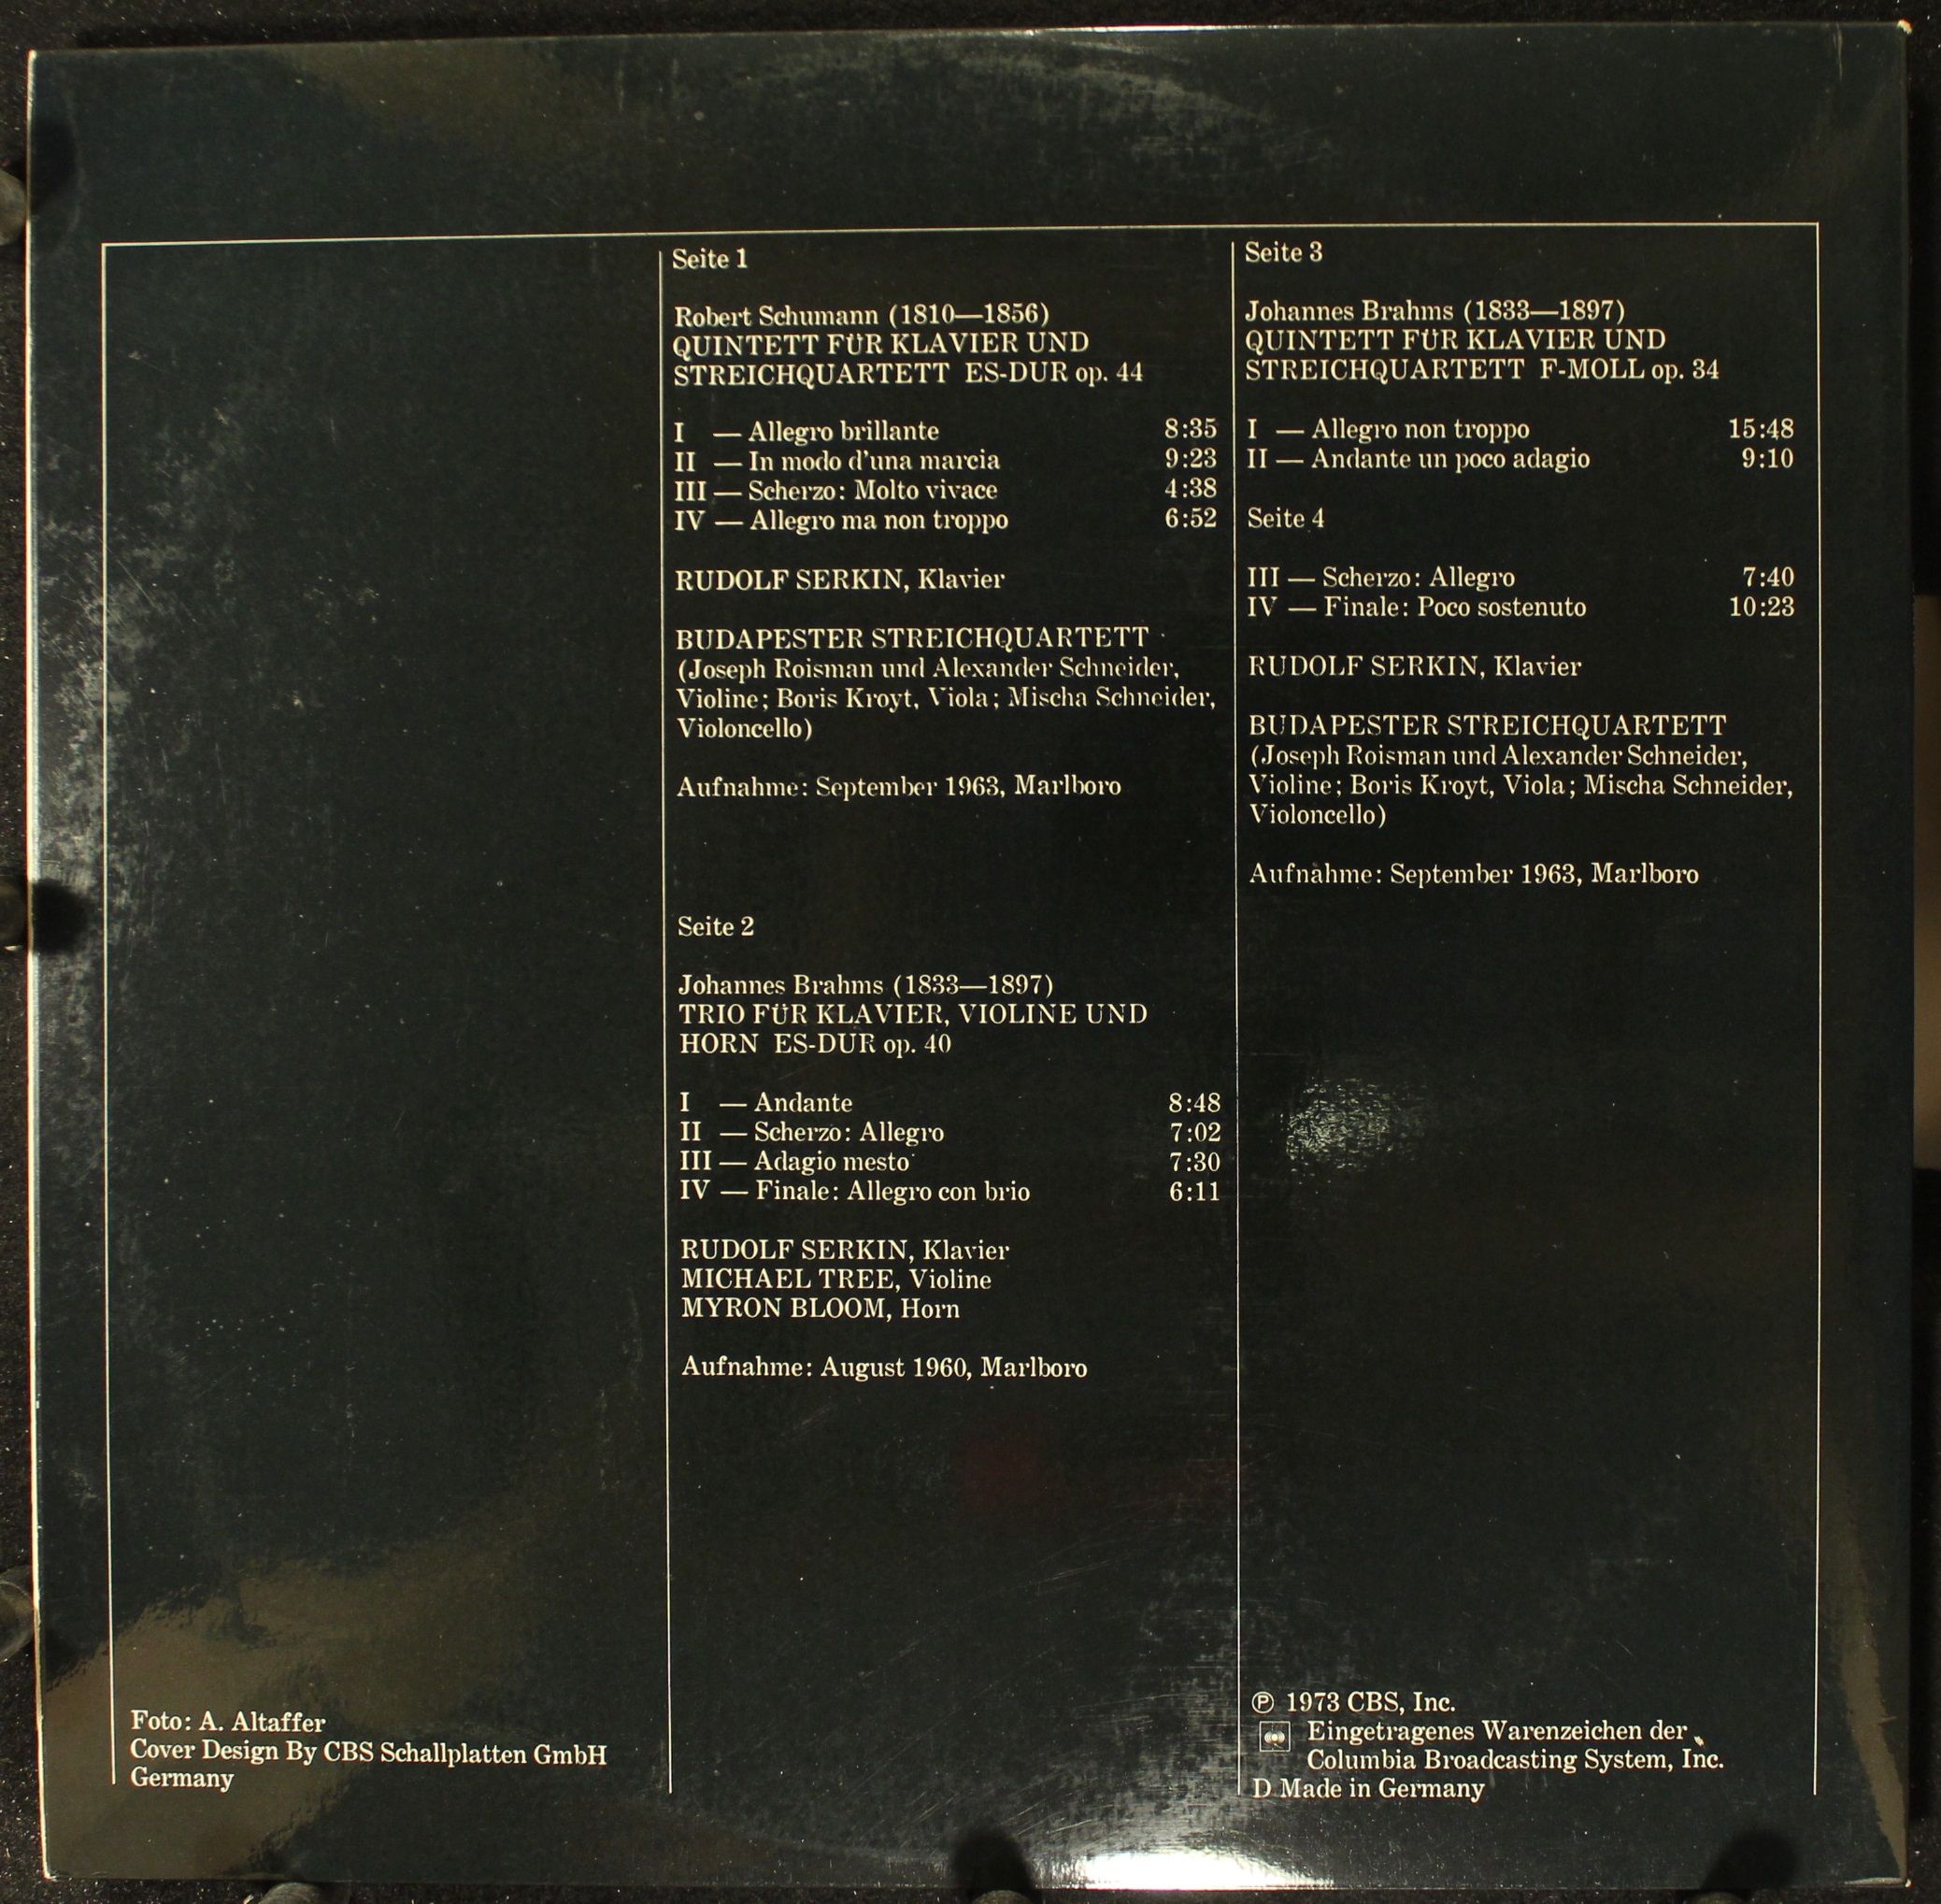 Seite 1
Robert Schumann (1810—1856)
QUINTETT FÜR KLAVIER UND
STREICHQUARTETT ES-DUR op. 44
I — Allegro brillante 8:35
II — In modo d'una marcia 9:23
III — Scherzo: Molto vivace 4:38
IV — Allegro ma non troppo 6:52
RUDOLF SERKIN, Klavier
BUDAPESTER STREICHQUARTETT
(Joseph Roisman und Alexander Schneider,
Violine; Boris Kroyt, Viola; Mischa Schneider,
Violoncello)
Aufnahme: September 1963, Marlboro
Seite 2
Johannes Brahms (1833—1897)
TRIO FÜR KLAVIER, VIOLINE UND
HORN ES-DUR op. 40
I — Andante 8:48
II — Scherzo: Allegro 7:02
III — Adagio mesto 7:30
IV — Finale: Allegro con brio 6:11
RUDOLF SERKIN, Klavier
MICHAEL TREE, Violine
MYRON BLOOM, Horn
Aufnahme: August 1960, Marlboro
Seite 3
Johannes Brahms (1833—1897)
QUINTETT FÜR KLAVIER UND
STREICHQUARTETT F-MOLL op. 34
I — Allegro non troppo 15:48
II — Andante un poco adagio 9:10
Seite 4
III — Scherzo: Allegro 7:40
IV — Finale: Poco sostenuto 10:23
RUDOLF SERKIN, Klavier
BUDAPESTER STREICHQUARTETT
(Joseph Roisman und Alexander Schneider,
Violine; Boris Kroyt, Viola; Mischa Schneider,
Violoncello)
Aufnahme: September 1963, Marlboro
Foto: A. Altaffer
Cover Design By CBS Schallplatten GmbH
Germany
℗ 1973 CBS, Inc.
Eingetragenes Warenzeichen der
Columbia Broadcasting System, Inc.
D Made in Germany